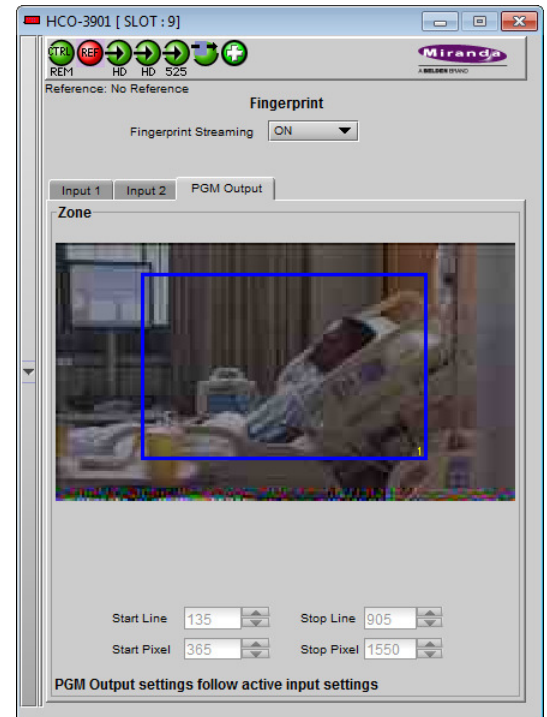 HCO-3901 [ SLOT : 9]
CTRL REF
REM HD HD 525
Miranda
A BELDEN BRAND
Reference: No Reference
Fingerprint
Fingerprint Streaming ON
Input 1 Input 2 PGM Output
Zone
1
Start Line 135 Stop Line 905
Start Pixel 365 Stop Pixel 1550
PGM Output settings follow active input settings